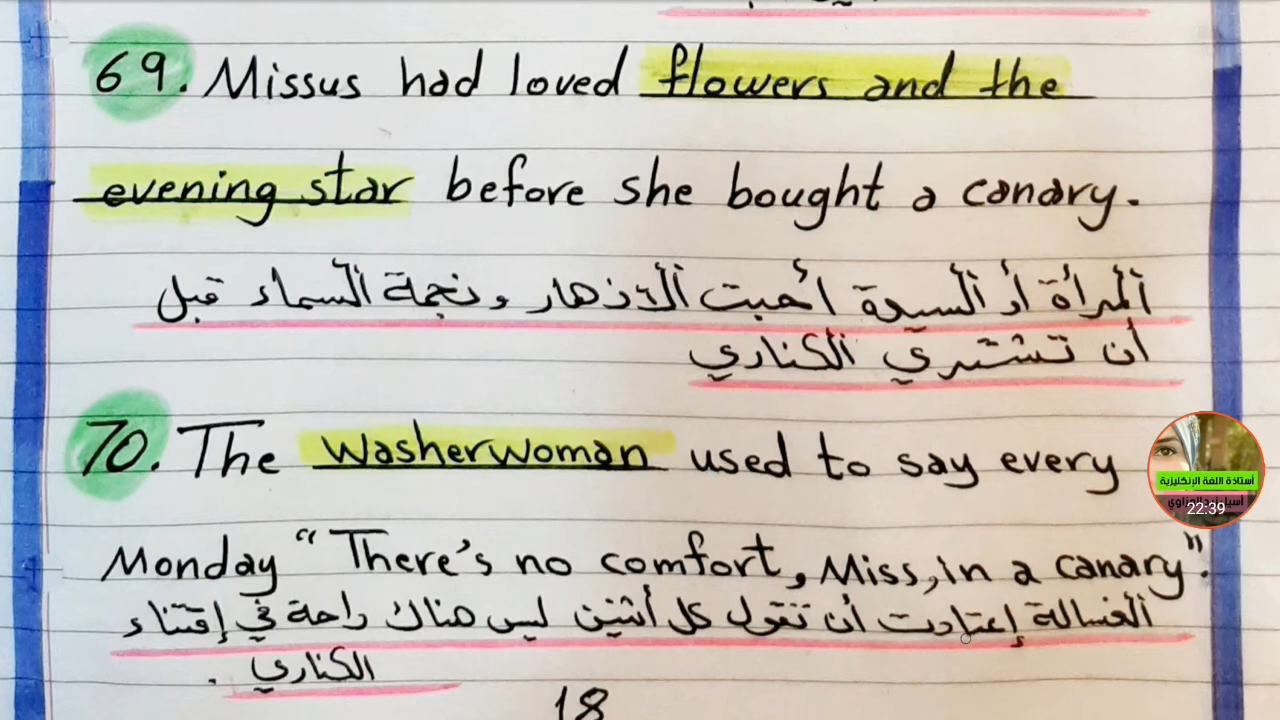 69. Missus had loved flowers and the
evening star before she bought a canary.
المرأة أو السيدة أحبت الأزهار ونجمة السماء قبل
أن تشتري الكناري
70. The washerwoman used to say every
Monday "There's no comfort, Miss, in a canary".
الغسالة إعتادت أن تقول كل أثنين ليس هناك راحة في إقتناء
الكناري .
18
أستاذة اللغة الإنكليزية
22:39